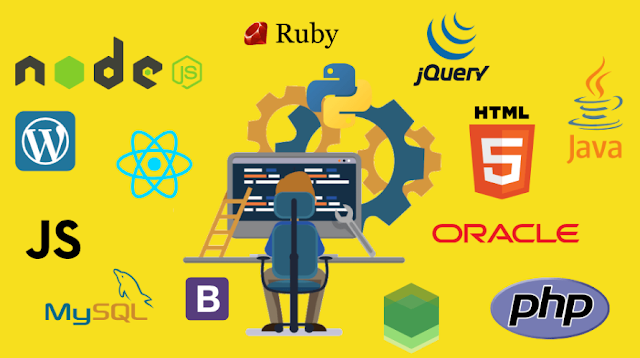 node
JS
Ruby
jQuery
Java
W
HTML
5
JS
ORACLE
MySQL
B
php